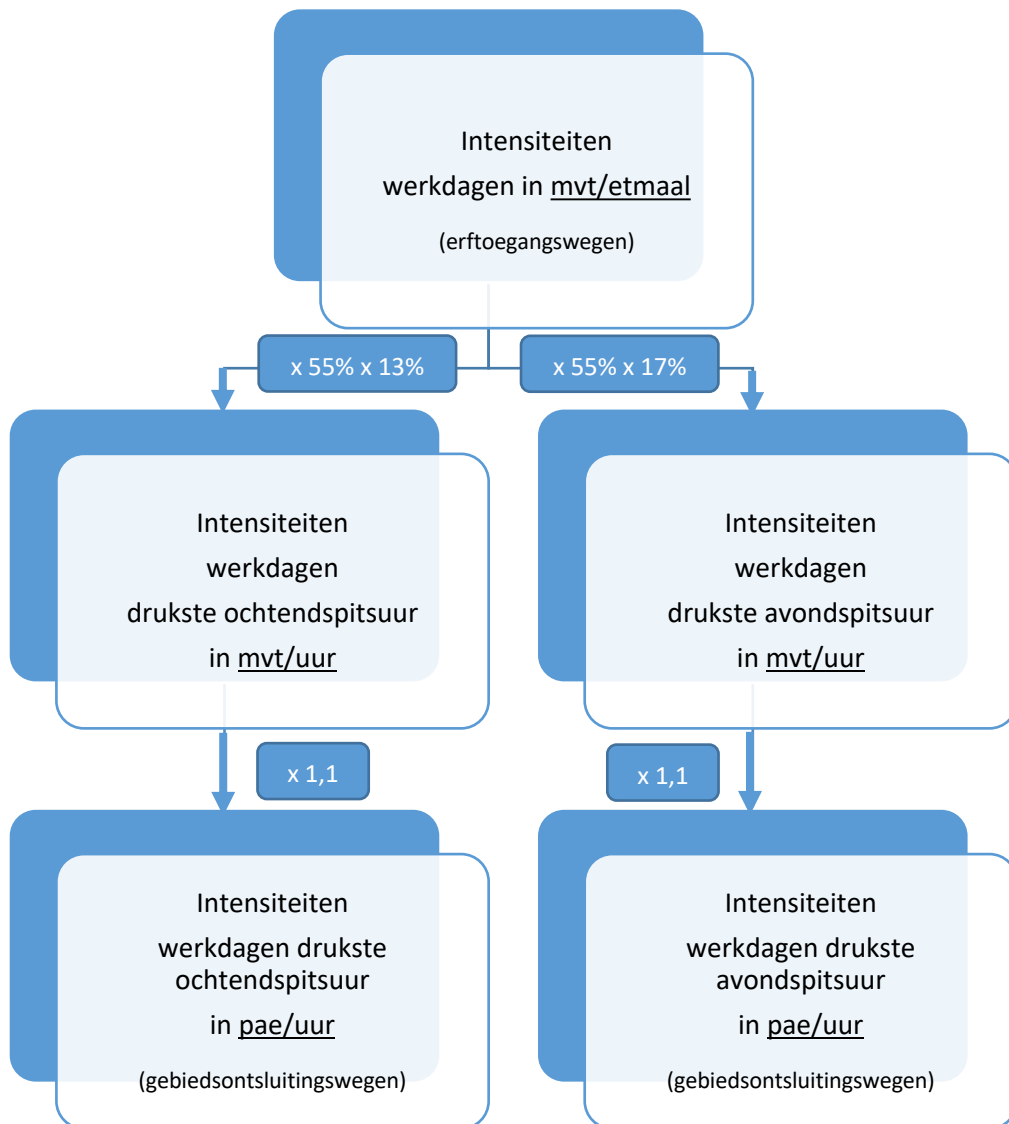 Intensiteiten
werkdagen in mvt/etmaal
(erftoegangswegen)
x 55% x 13%
x 55% x 17%
Intensiteiten
werkdagen
drukste ochtendspitsuur
in mvt/uur
Intensiteiten
werkdagen
drukste avondspitsuur
in mvt/uur
x 1,1
x 1,1
Intensiteiten
werkdagen drukste
ochtendspitsuur
in pae/uur
(gebiedsontsluitingswegen)
Intensiteiten
werkdagen drukste
avondspitsuur
in pae/uur
(gebiedsontsluitingswegen)